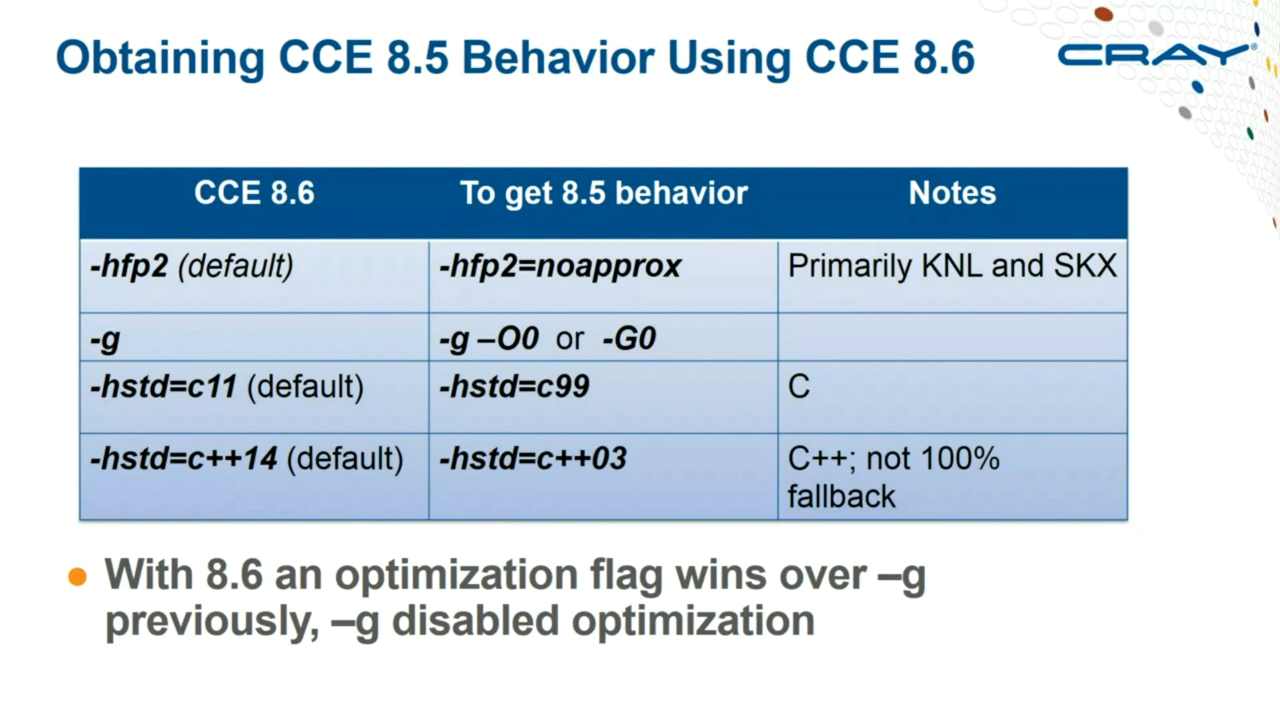 Obtaining CCE 8.5 Behavior Using CCE 8.6
CRAY®
CCE 8.6 To get 8.5 behavior Notes
-hfp2 (default) -hfp2=noapprox Primarily KNL and SKX
-g -g –O0 or -G0
-hstd=c11 (default) -hstd=c99 C
-hstd=c++14 (default) -hstd=c++03 C++; not 100%
fallback
● With 8.6 an optimization flag wins over –g
previously, –g disabled optimization